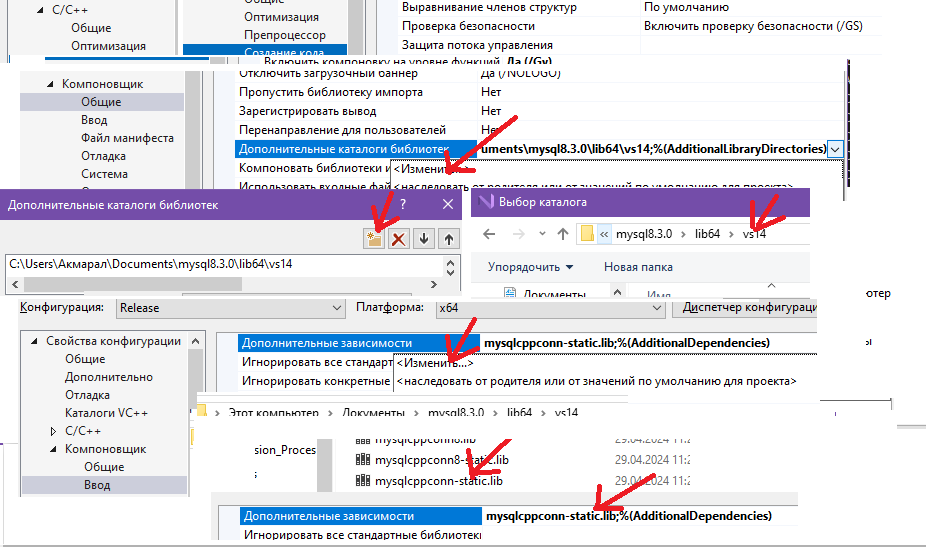 Общие
C/C++
Общие
Оптимизация
Оптимизация
Препроцессор
Создание кода
Выравнивание членов структур По умолчанию
Проверка безопасности Включить проверку безопасности (/GS)
Защита потока управления
Включить компоновку на уровне функций Да (/Gy)
Компоновщик
Общие
Ввод
Файл манифеста
Отладка
Система
Отключить загрузочный баннер Да (/NOLOGO)
Пропустить библиотеку импорта Нет
Зарегистрировать вывод Нет
Перенаправление для пользователей Нет
Дополнительные каталоги библиотек uments\mysql8.3.0\lib64\vs14;%(AdditionalLibraryDirectories)
Компоновать библиотеки и <Изменить...>
Использовать входные фай <наследовать от родителя или от значений по умолчанию для проекта>
Дополнительные каталоги библиотек ? ×
C:\Users\Акмарал\Documents\mysql8.3.0\lib64\vs14
Выбор каталога
« mysql8.3.0 › lib64 › vs14
Упорядочить Новая папка
Документы Имя
ютер
Конфигурация: Release Платформа: x64 Диспетчер конфигураци
Свойства конфигурации
Общие
Дополнительно
Отладка
Каталоги VC++
C/C++
Компоновщик
Общие
Ввод
Дополнительные зависимости mysqlcppconn-static.lib;%(AdditionalDependencies)
ы
Игнорировать все стандарт <Изменить...>
Игнорировать конкретные <наследовать от родителя или от значений по умолчанию для проекта>
› Этот компьютер › Документы › mysql8.3.0 › lib64 › vs14
mysqlcppconn8.lib 29.04.2024 11:2
sion_Proces
mysqlcppconn8-static.lib 29.04.2024 11:2
s
mysqlcppconn-static.lib 29.04.2024 11:2
Дополнительные зависимости mysqlcppconn-static.lib;%(AdditionalDependencies)
Игнорировать все стандартные библиотеки